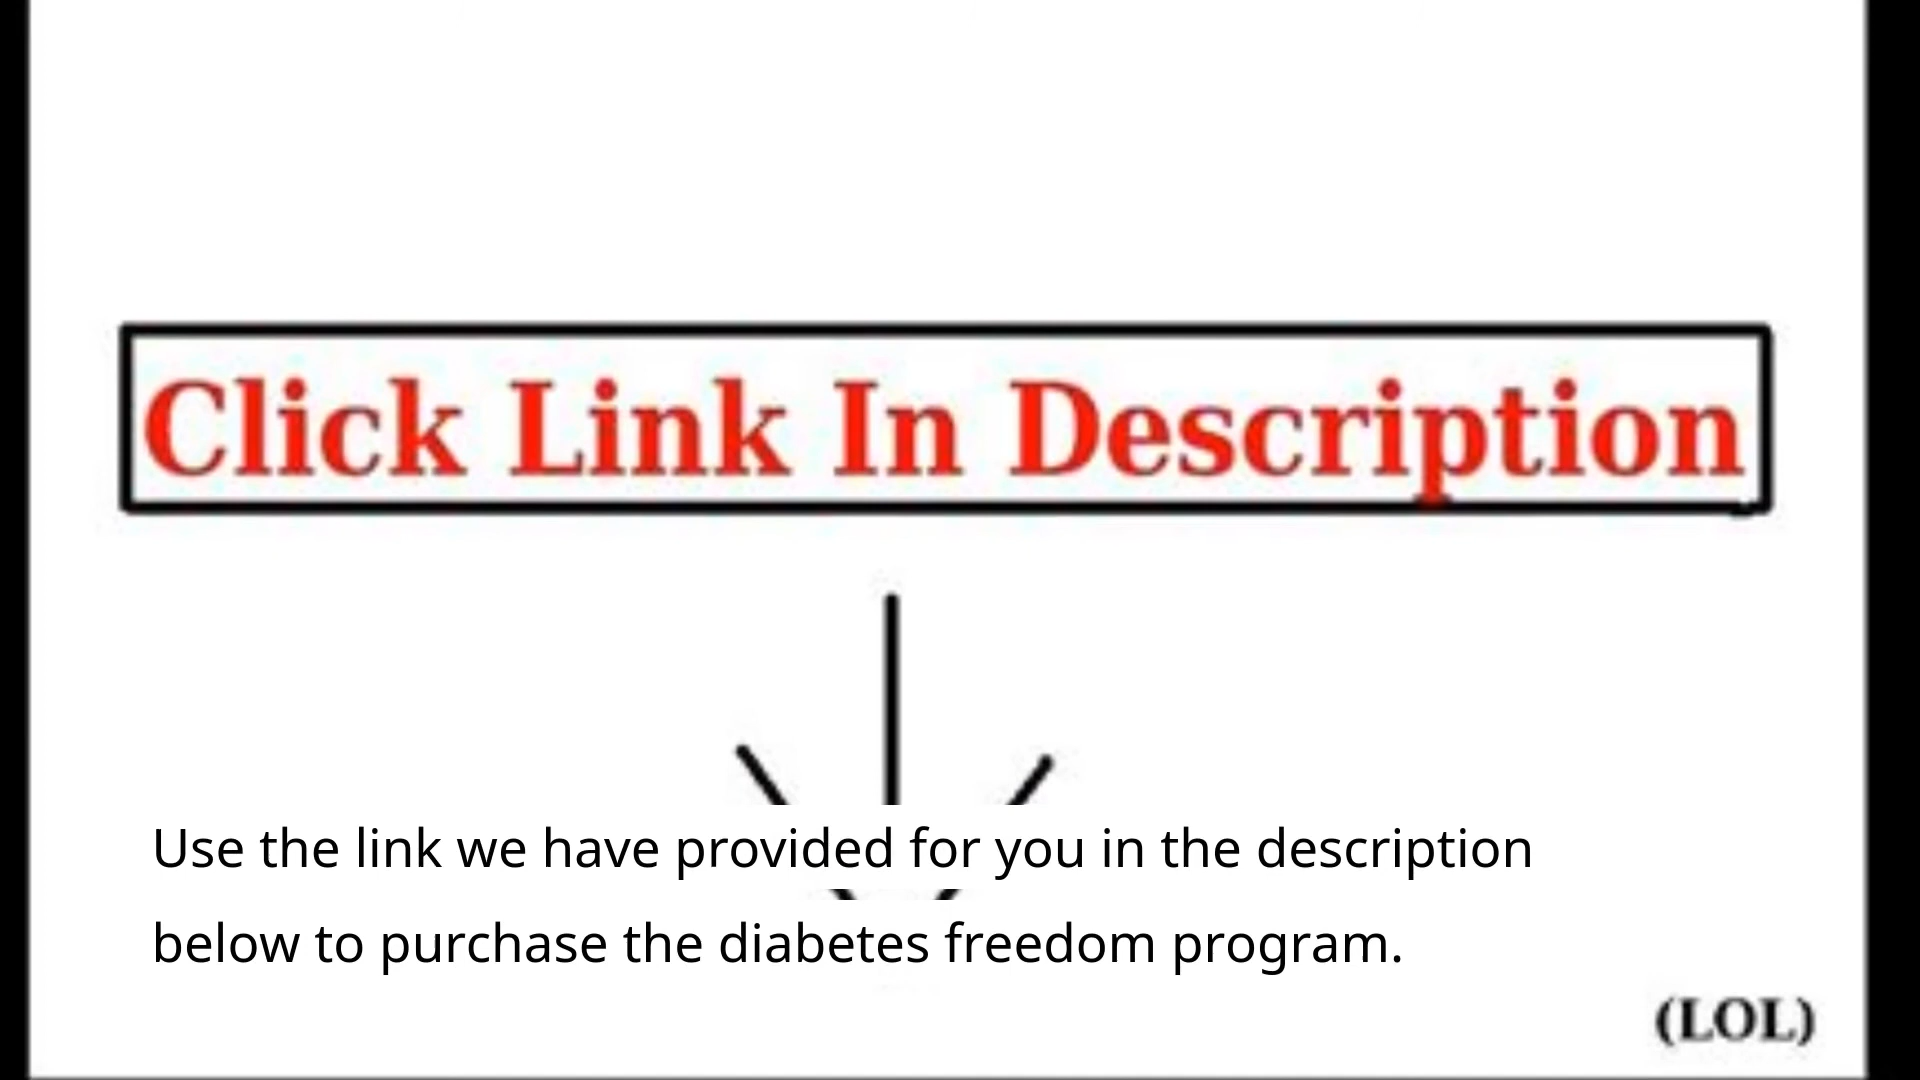 Click Link In Description
Use the link we have provided for you in the description
below to purchase the diabetes freedom program.
(LOL)